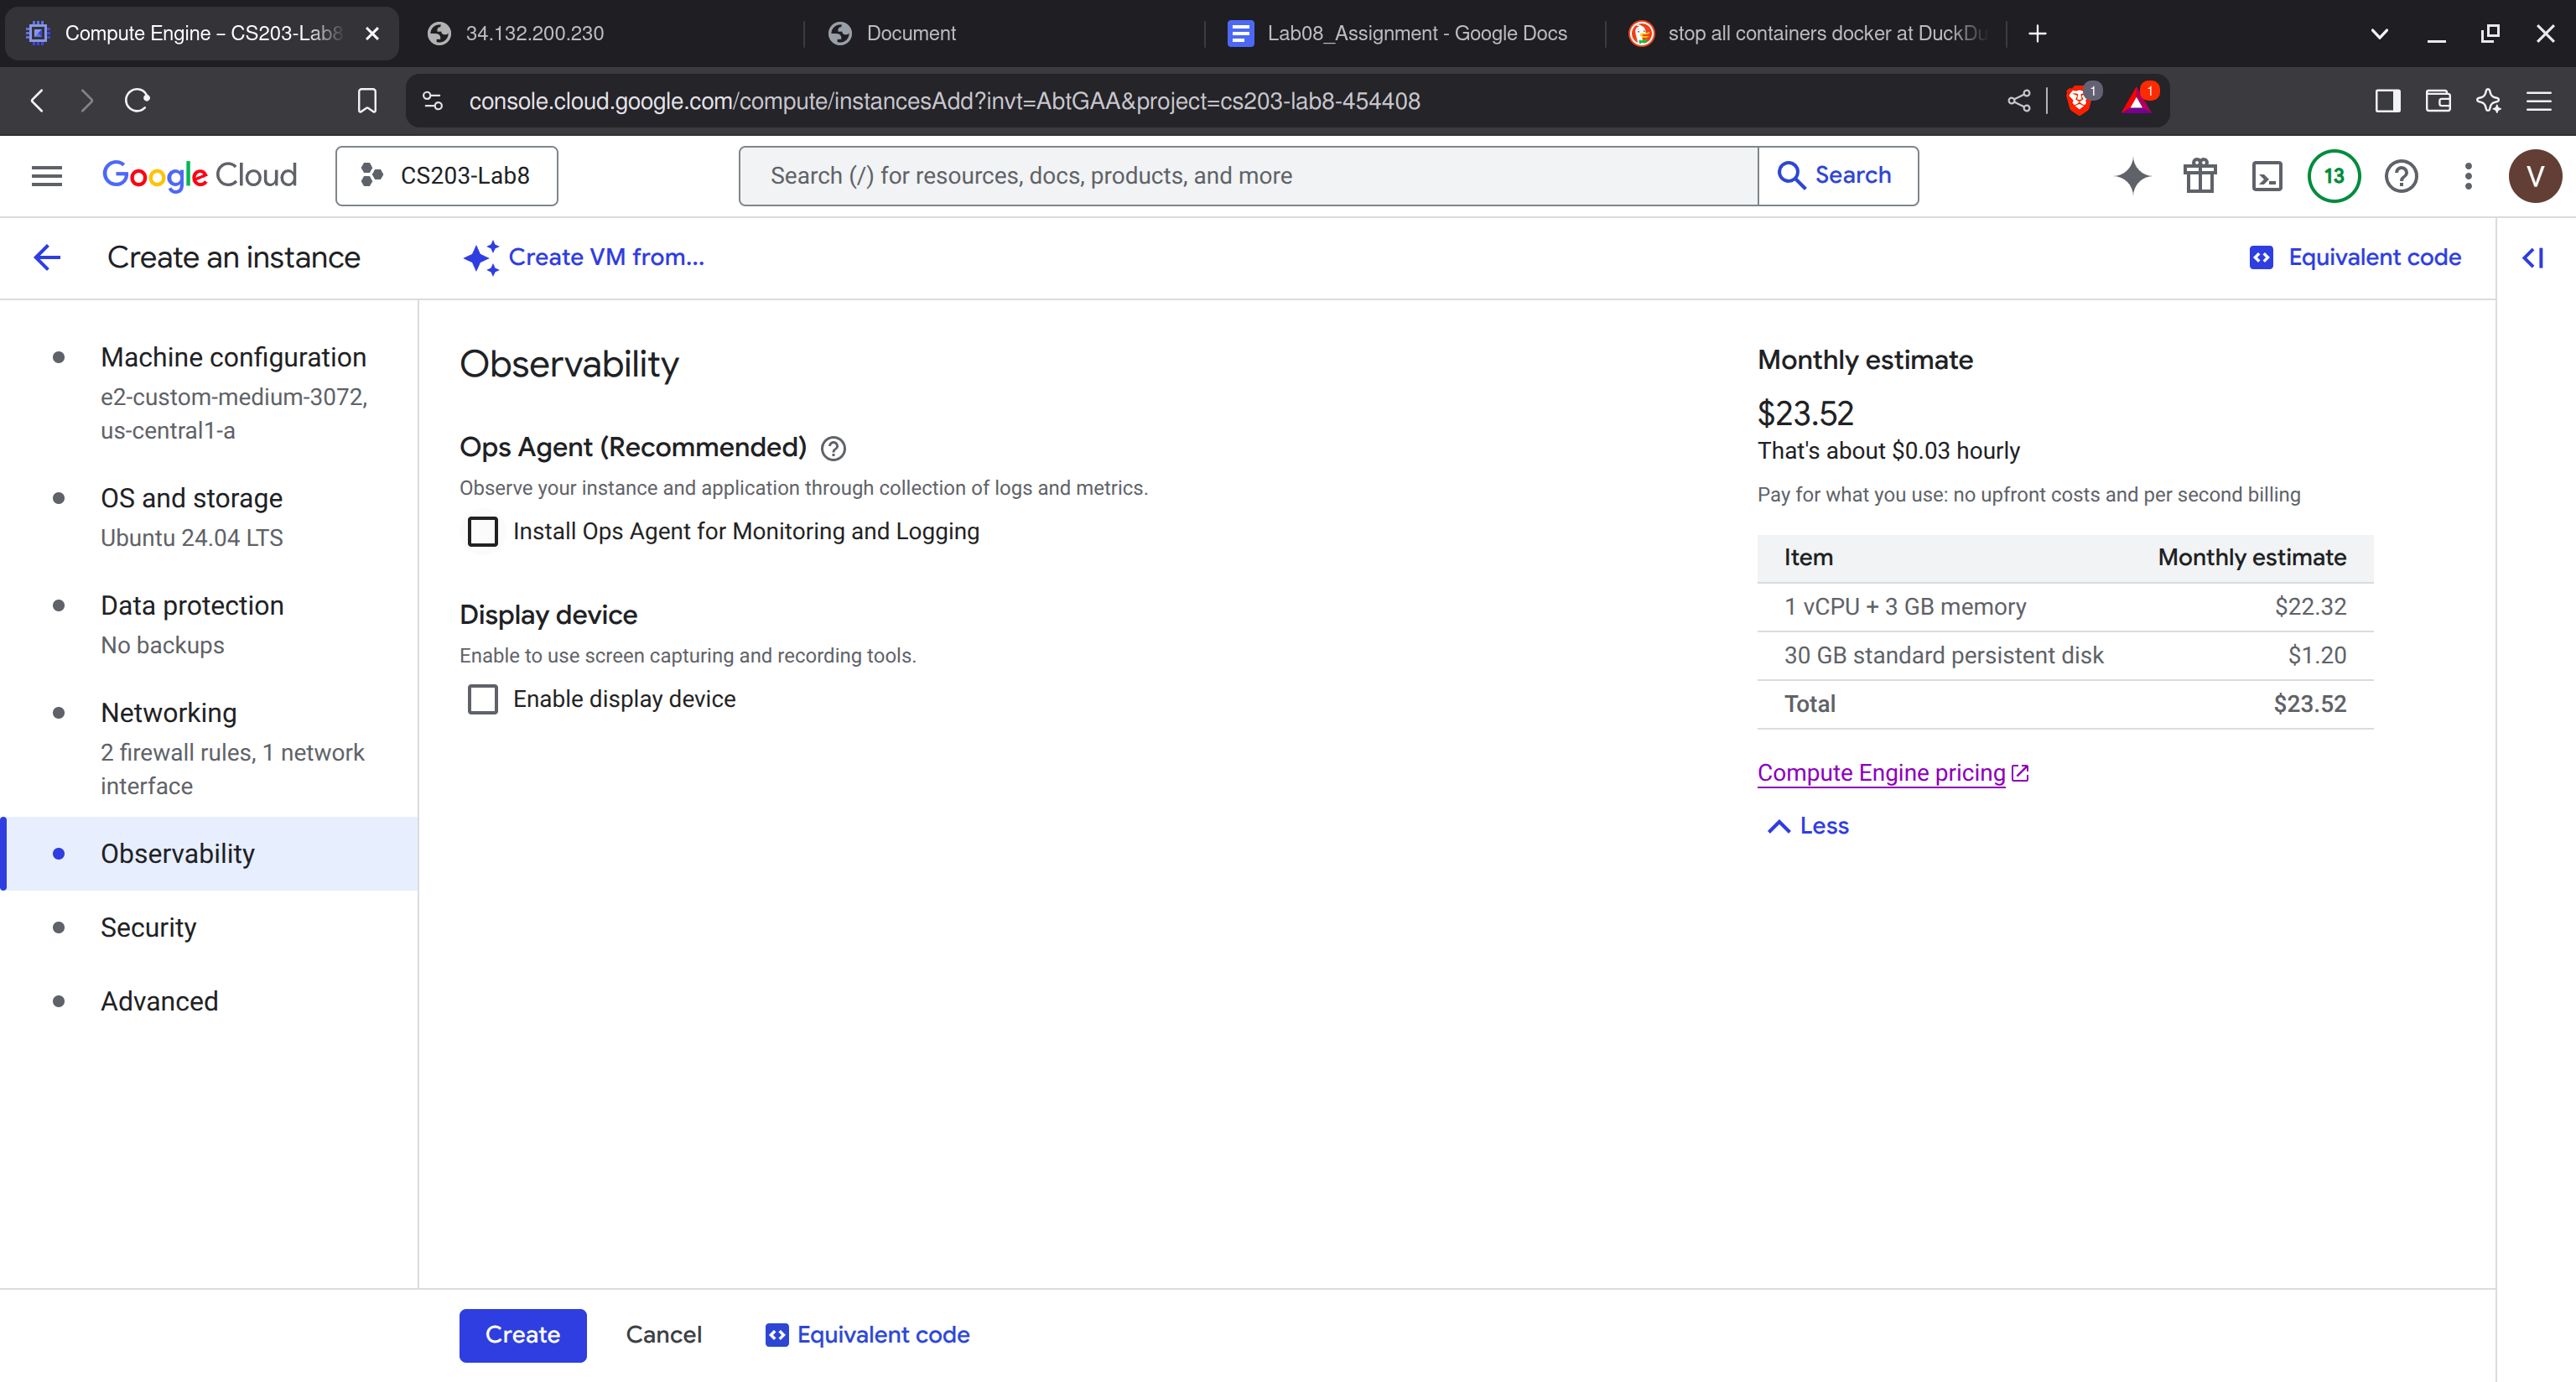 Compute Engine – CS203-Lab8
34.132.200.230
Document
Lab08_Assignment - Google Docs
stop all containers docker at DuckDu
console.cloud.google.com/compute/instancesAdd?invt=AbtGAA&project=cs203-lab8-454408
1
1
Google Cloud
CS203-Lab8
Search (/) for resources, docs, products, and more
Search
13
V
Create an instance
Create VM from...
Equivalent code
Machine configuration
e2-custom-medium-3072,
us-central1-a
OS and storage
Ubuntu 24.04 LTS
Data protection
No backups
Networking
2 firewall rules, 1 network
interface
Observability
Security
Advanced
Observability
Ops Agent (Recommended)
Observe your instance and application through collection of logs and metrics.
Install Ops Agent for Monitoring and Logging
Display device
Enable to use screen capturing and recording tools.
Enable display device
Monthly estimate
$23.52
That's about $0.03 hourly
Pay for what you use: no upfront costs and per second billing
Item Monthly estimate
1 vCPU + 3 GB memory $22.32
30 GB standard persistent disk $1.20
Total $23.52
Compute Engine pricing
Less
Create
Cancel
Equivalent code